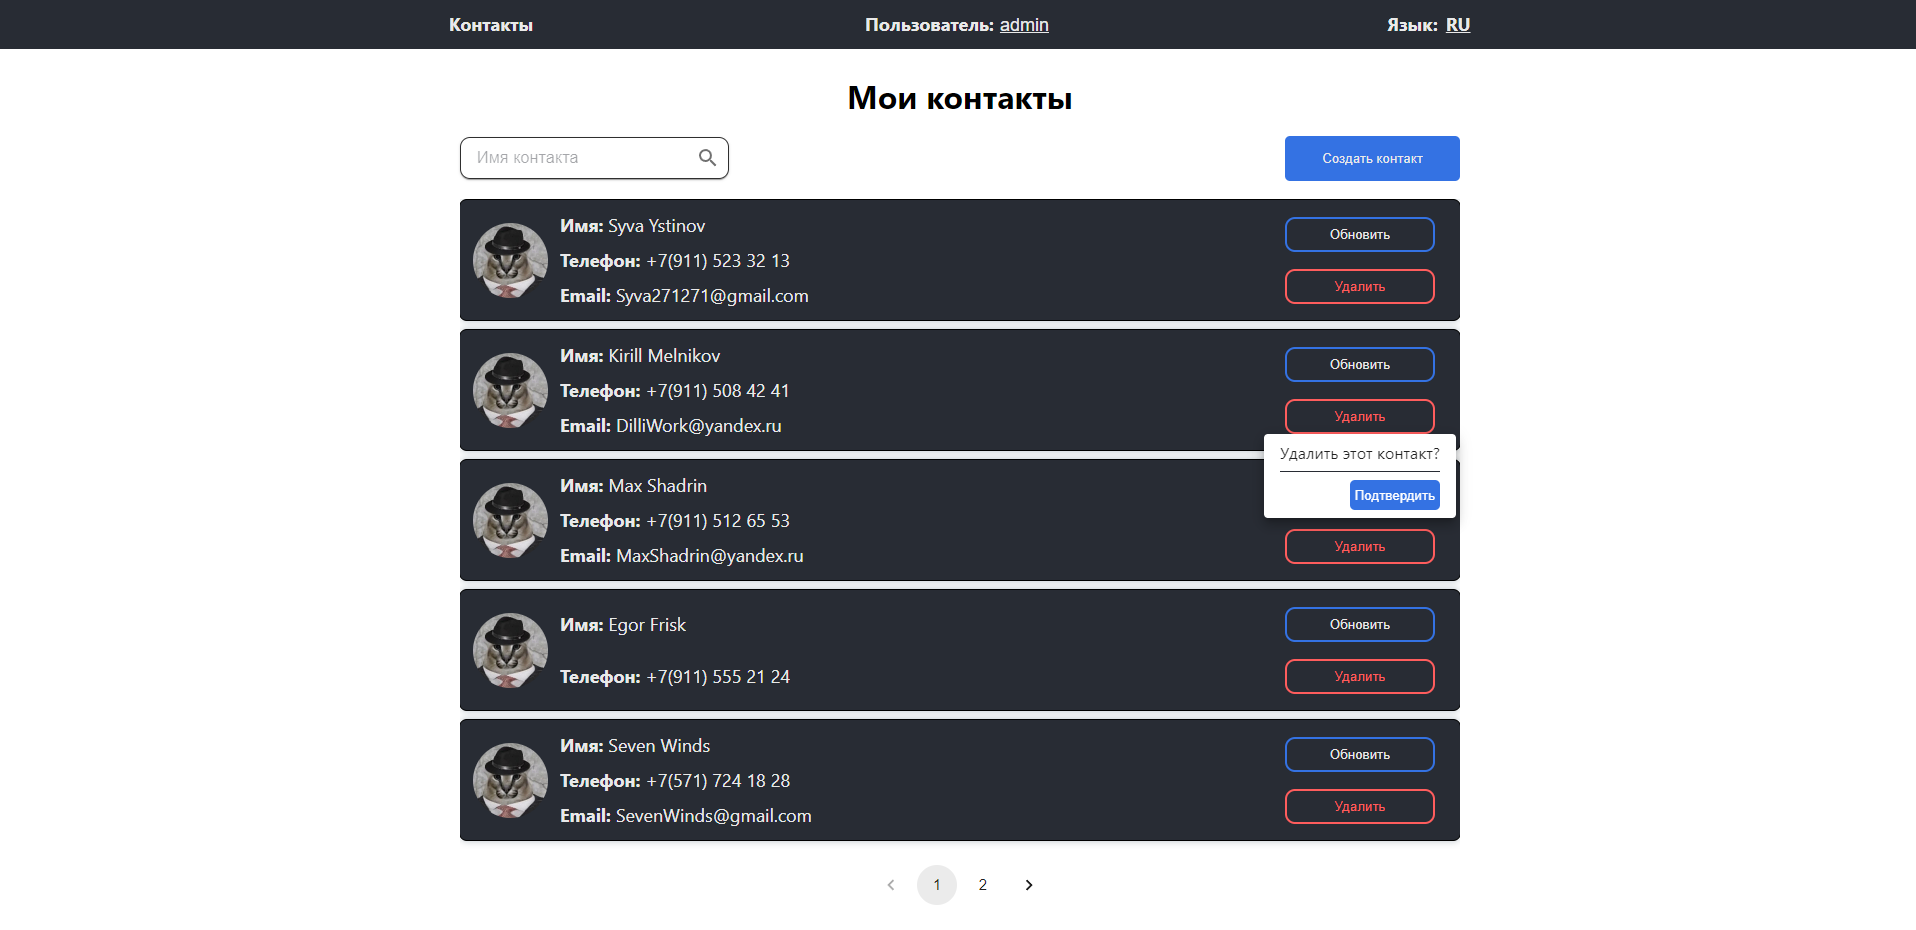 Контакты
Пользователь: admin
Язык: RU
Мои контакты
Имя контакта
Создать контакт
Имя: Syva Ystinov
Телефон: +7(911) 523 32 13
Email: Syva271271@gmail.com
Обновить
Удалить
Имя: Kirill Melnikov
Телефон: +7(911) 508 42 41
Email: DilliWork@yandex.ru
Обновить
Удалить
Удалить этот контакт?
Подтвердить
Имя: Max Shadrin
Телефон: +7(911) 512 65 53
Email: MaxShadrin@yandex.ru
Удалить
Имя: Egor Frisk
Телефон: +7(911) 555 21 24
Обновить
Удалить
Имя: Seven Winds
Телефон: +7(571) 724 18 28
Email: SevenWinds@gmail.com
Обновить
Удалить
1
2